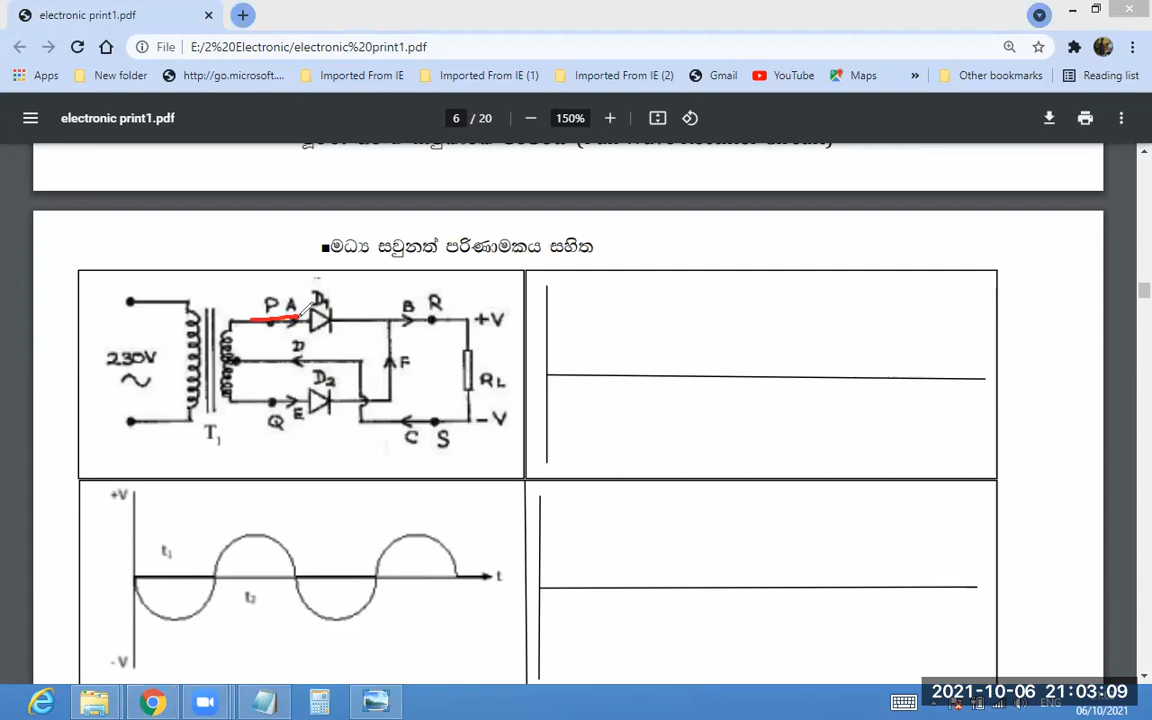 electronic print1.pdf
File E:/2%20Electronic/electronic%20print1.pdf
Apps New folder http://go.microsoft.... Imported From IE Imported From IE (1) Imported From IE (2) Gmail YouTube Maps » Other bookmarks Reading list
electronic print1.pdf 6 / 20 150%
මධ්‍ය සවුනත් පරිණාමකය සහිත
P A D1 B R +V
230V D F
D2 RL
Q E -V
T1 C S
+V
t1
t
t2
-V
2021-10-06 21:03:09
ENG 06/10/2021